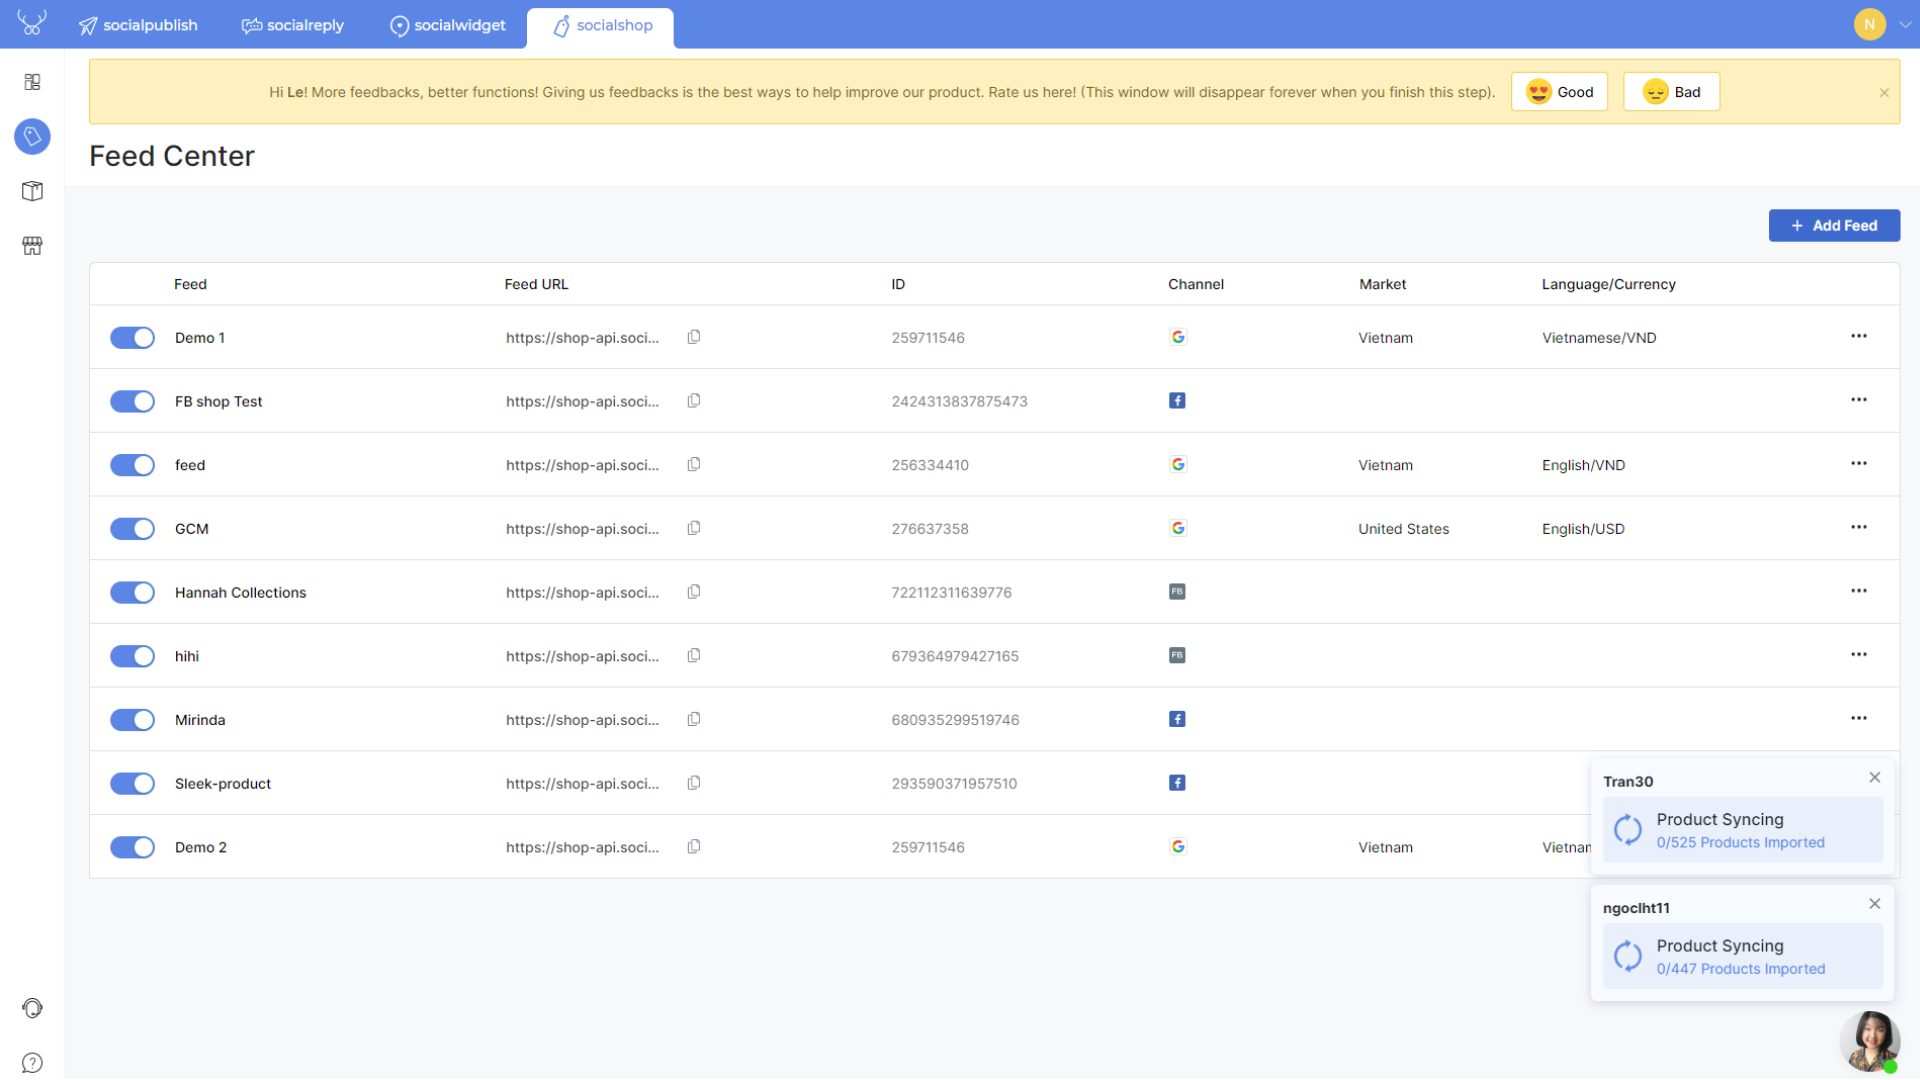 socialpublish
socialreply
socialwidget
socialshop
N
Hi Le! More feedbacks, better functions! Giving us feedbacks is the best ways to help improve our product. Rate us here! (This window will disappear forever when you finish this step).
Good
Bad
Feed Center
+ Add Feed
Feed Feed URL ID Channel Market Language/Currency
Demo 1 https://shop-api.soci... 259711546 Vietnam Vietnamese/VND
FB shop Test https://shop-api.soci... 2424313837875473
feed https://shop-api.soci... 256334410 Vietnam English/VND
GCM https://shop-api.soci... 276637358 United States English/USD
Hannah Collections https://shop-api.soci... 722112311639776 FB
hihi https://shop-api.soci... 679364979427165 FB
Mirinda https://shop-api.soci... 680935299519746
Sleek-product https://shop-api.soci... 293590371957510
Demo 2 https://shop-api.soci... 259711546 Vietnam Vietnam
Tran30
Product Syncing
0/525 Products Imported
ngoclht11
Product Syncing
0/447 Products Imported